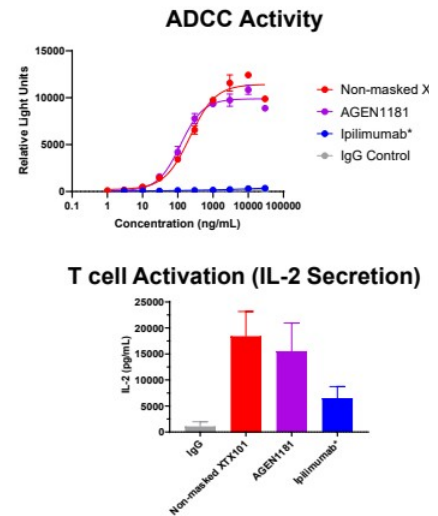 ADCC Activity
15000
10000
5000
0
Relative Light Units
0.1 1 10 100 1000 10000 100000
Concentration (ng/mL)
Non-masked X
AGEN1181
Ipilimumab*
IgG Control
T cell Activation (IL-2 Secretion)
25000
20000
15000
10000
5000
0
IL-2 (pg/mL)
IgG
Non-masked XTX101
AGEN1181
Ipilimumab*